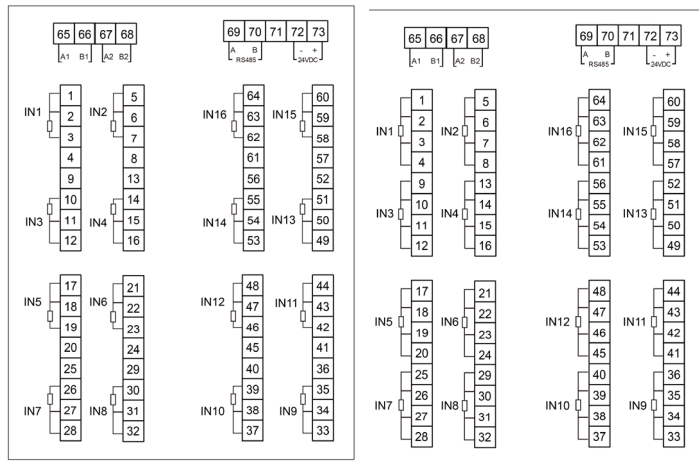 65 66 67 68
A1 B1 A2 B2
69 70 71 72 73
A B - +
RS485 24VDC
IN1 1 2 3 4
IN2 5 6 7 8
IN3 9 10 11 12
IN4 13 14 15 16
IN16 64 63 62 61
IN15 60 59 58 57
IN14 56 55 54 53
IN13 52 51 50 49
IN5 17 18 19 20
IN6 21 22 23 24
IN7 25 26 27 28
IN8 29 30 31 32
IN12 48 47 46 45
IN11 44 43 42 41
IN10 40 39 38 37
IN9 36 35 34 33
65 66 67 68
A1 B1 A2 B2
69 70 71 72 73
A B - +
RS485 24VDC
IN1 1 2 3 4
IN2 5 6 7 8
IN3 9 10 11 12
IN4 13 14 15 16
IN16 64 63 62 61
IN15 60 59 58 57
IN14 56 55 54 53
IN13 52 51 50 49
IN5 17 18 19 20
IN6 21 22 23 24
IN7 25 26 27 28
IN8 29 30 31 32
IN12 48 47 46 45
IN11 44 43 42 41
IN10 40 39 38 37
IN9 36 35 34 33